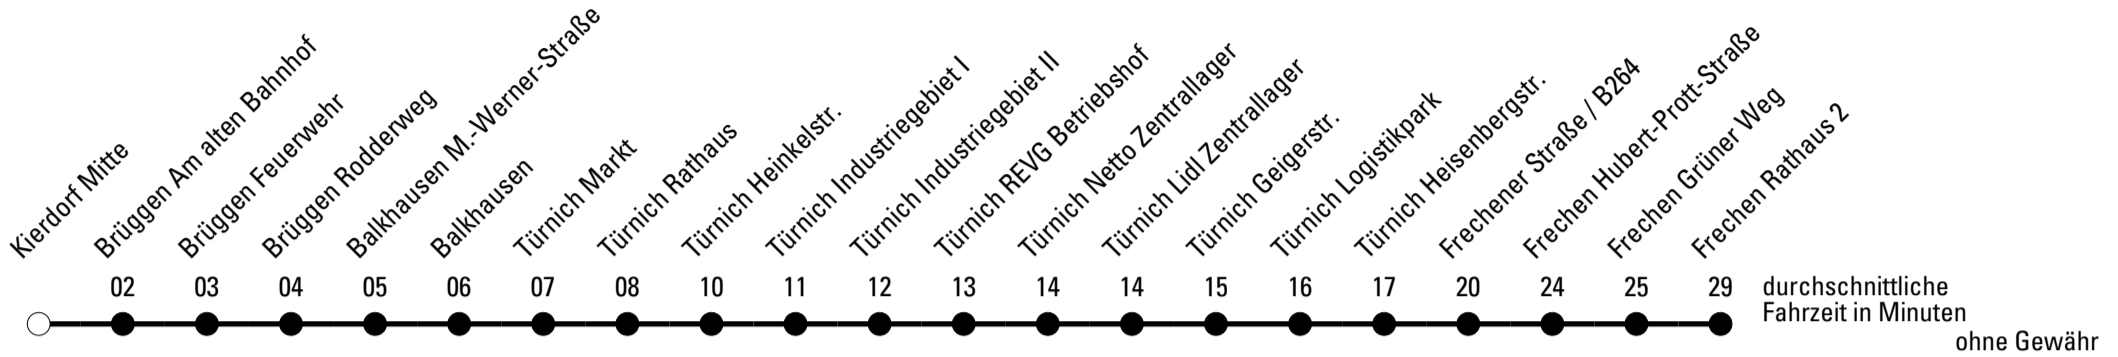 Kierdorf Mitte
Brüggen Am alten Bahnhof
Brüggen Feuerwehr
Brüggen Rodderweg
Balkhausen M.-Werner-Straße
Balkhausen
Türnich Markt
Türnich Rathaus
Türnich Heinkelstr.
Türnich Industriegebiet I
Türnich Industriegebiet II
Türnich REVG Betriebshof
Türnich Netto Zentrallager
Türnich Lidl Zentrallager
Türnich Geigerstr.
Türnich Logistikpark
Türnich Heisenbergstr.
Frechener Straße / B264
Frechen Hubert-Prott-Straße
Frechen Grüner Weg
Frechen Rathaus 2
02 03 04 05 06 07 08 10 11 12 13 14 14 15 16 17 20 24 25 29
durchschnittliche
Fahrzeit in Minuten
ohne Gewähr